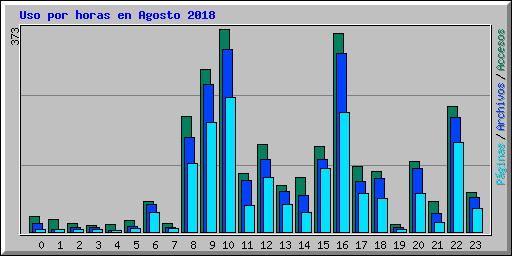 Uso por horas en Agosto 2018
373
Páginas / Archivos / Accesos
0 1 2 3 4 5 6 7 8 9 10 11 12 13 14 15 16 17 18 19 20 21 22 23